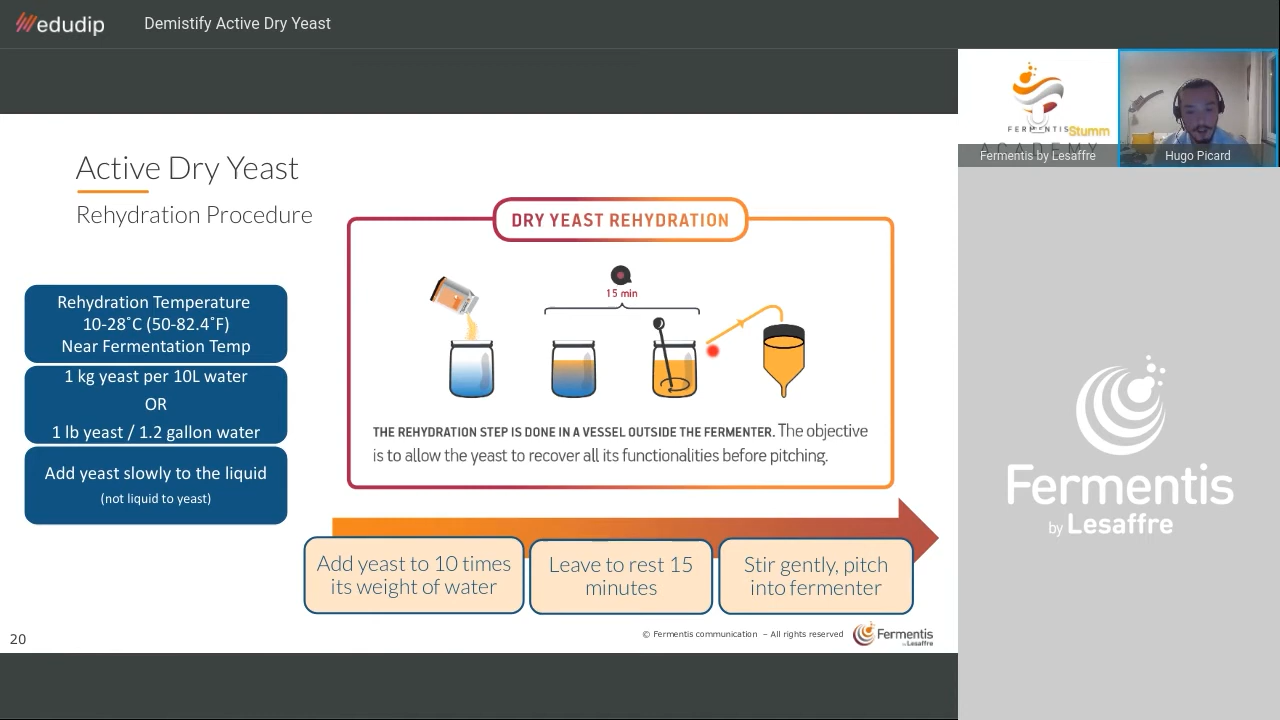 edudip
Demistify Active Dry Yeast
FERMENTIS
Stumm
ACADEMY
Fermentis by Lesaffre
Hugo Picard
Active Dry Yeast
Rehydration Procedure
DRY YEAST REHYDRATION
15 min
Rehydration Temperature
10-28˚C (50-82.4˚F)
Near Fermentation Temp
1 kg yeast per 10L water
OR
1 lb yeast / 1.2 gallon water
Add yeast slowly to the liquid
(not liquid to yeast)
THE REHYDRATION STEP IS DONE IN A VESSEL OUTSIDE THE FERMENTER. The objective
is to allow the yeast to recover all its functionalities before pitching.
Add yeast to 10 times
its weight of water
Leave to rest 15
minutes
Stir gently, pitch
into fermenter
20
© Fermentis communication – All rights reserved
Fermentis
by Lesaffre
Fermentis
by Lesaffre